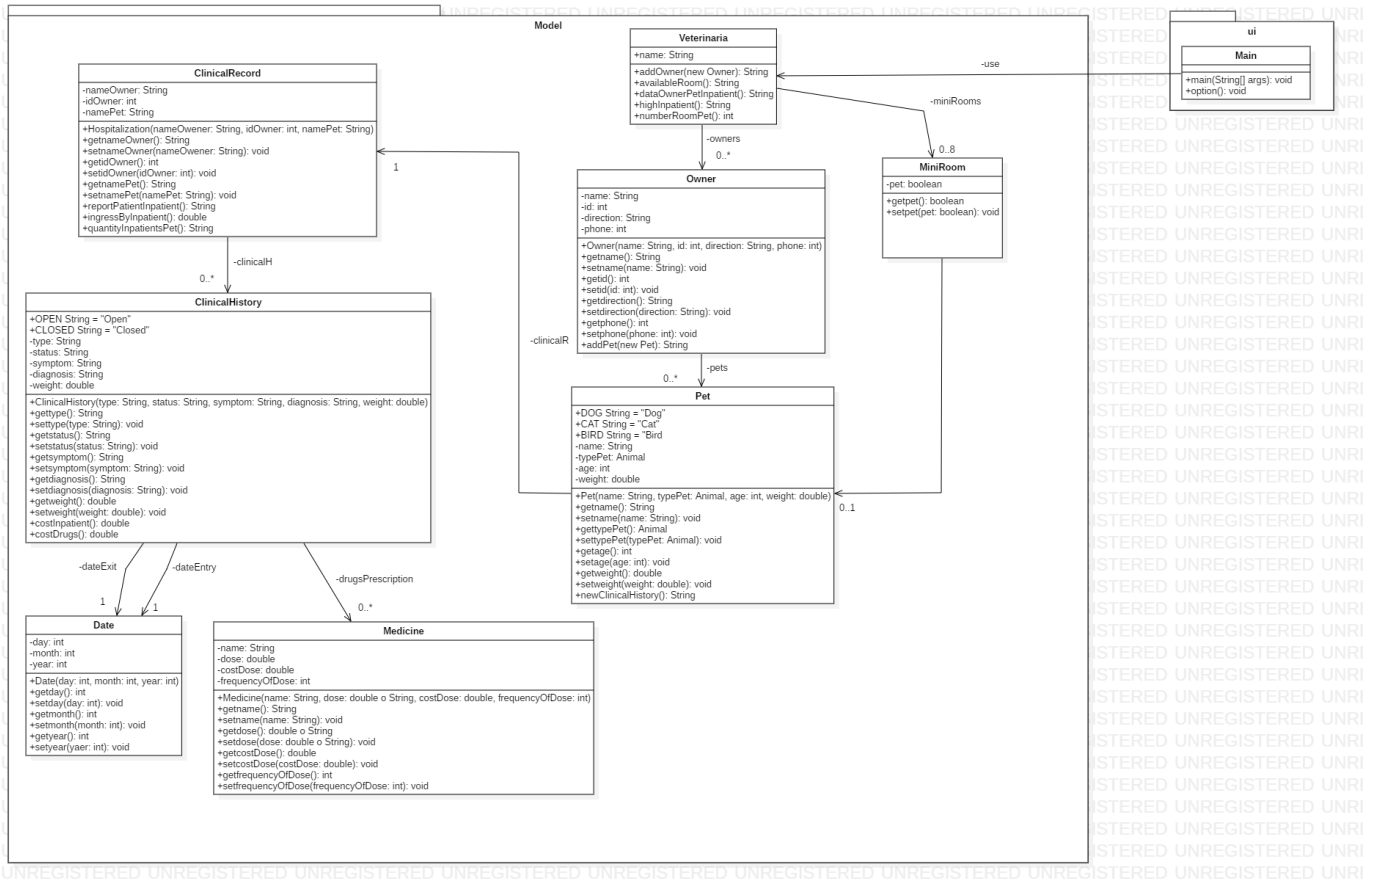 Model
Veterinaria
+name: String
+addOwner(new Owner): String
+availableRoom(): String
+dataOwnerPetInpatient(): String
+highInpatient(): String
+numberRoomPet(): int
-use
ui
Main
+main(String[] args): void
+option(): void
ClinicalRecord
-nameOwner: String
-idOwner: int
-namePet: String
+Hospitalization(nameOwener: String, idOwner: int, namePet: String)
+getnameOwner(): String
+setnameOwner(nameOwener: String): void
+getidOwner(): int
+setidOwner(idOwner: int): void
+getnamePet(): String
+setnamePet(namePet: String): void
+reportPatientInpatient(): String
+ingressByInpatient(): double
+quantityInpatientsPet(): String
1
-owners
0..*
-miniRooms
0..8
MiniRoom
-pet: boolean
+getpet(): boolean
+setpet(pet: boolean): void
Owner
-name: String
-id: int
-direction: String
-phone: int
+Owner(name: String, id: int, direction: String, phone: int)
+getname(): String
+setname(name: String): void
+getid(): int
+setid(id: int): void
+getdirection(): String
+setdirection(direction: String): void
+getphone(): int
+setphone(phone: int): void
+addPet(new Pet): String
-clinicalH
0..*
ClinicalHistory
+OPEN String = "Open"
+CLOSED String = "Closed"
-type: String
-status: String
-symptom: String
-diagnosis: String
-weight: double
+ClinicalHistory(type: String, status: String, symptom: String, diagnosis: String, weight: double)
+gettype(): String
+settype(type: String): void
+getstatus(): String
+setstatus(status: String): void
+getsymptom(): String
+setsymptom(symptom: String): void
+getdiagnosis(): String
+setdiagnosis(diagnosis: String): void
+getweight(): double
+setweight(weight: double): void
+costInpatient(): double
+costDrugs(): double
-clinicalR
-pets
0..*
Pet
+DOG String = "Dog"
+CAT String = "Cat"
+BIRD String = "Bird
-name: String
-typePet: Animal
-age: int
-weight: double
+Pet(name: String, typePet: Animal, age: int, weight: double)
+getname(): String
+setname(name: String): void
+gettypePet(): Animal
+settypePet(typePet: Animal): void
+getage(): int
+setage(age: int): void
+getweight(): double
+setweight(weight: double): void
+newClinicalHistory(): String
0..1
-dateExit
-dateEntry
1
1
-drugsPrescription
0..*
Date
-day: int
-month: int
-year: int
+Date(day: int, month: int, year: int)
+getday(): int
+setday(day: int): void
+getmonth(): int
+setmonth(month: int): void
+getyear(): int
+setyear(yaer: int): void
Medicine
-name: String
-dose: double
-costDose: double
-frequencyOfDose: int
+Medicine(name: String, dose: double o String, costDose: double, frequencyOfDose: int)
+getname(): String
+setname(name: String): void
+getdose(): double o String
+setdose(dose: double o String): void
+getcostDose(): double
+setcostDose(costDose: double): void
+getfrequencyOfDose(): int
+setfrequencyOfDose(frequencyOfDose: int): void
UNREGISTERED UNREGISTERED UNREGISTERED UNREGISTERED UNREGISTERED UNREGISTERED UNREGISTERED UNREGISTERED UNREGISTERED UNRI